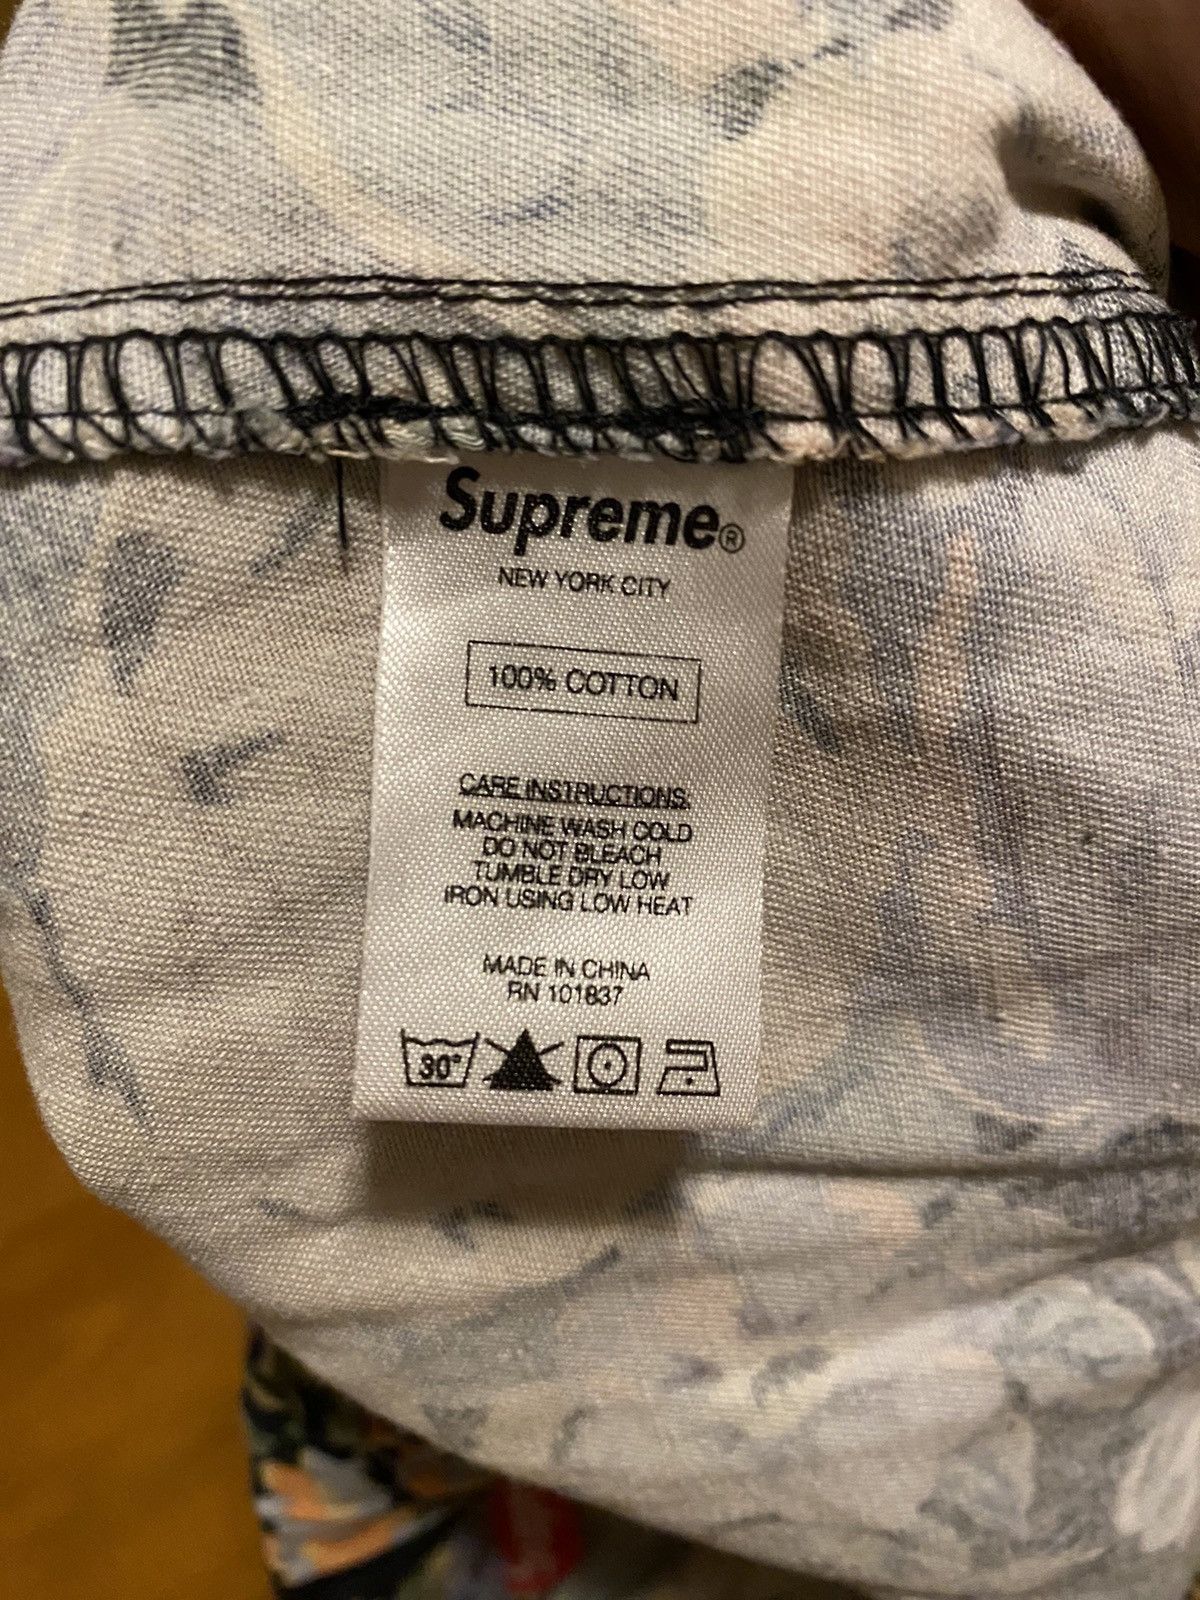 Supreme®
NEW YORK CITY
100% COTTON
CARE INSTRUCTIONS:
MACHINE WASH COLD
DO NOT BLEACH
TUMBLE DRY LOW
IRON USING LOW HEAT
MADE IN CHINA
RN 101837
30°